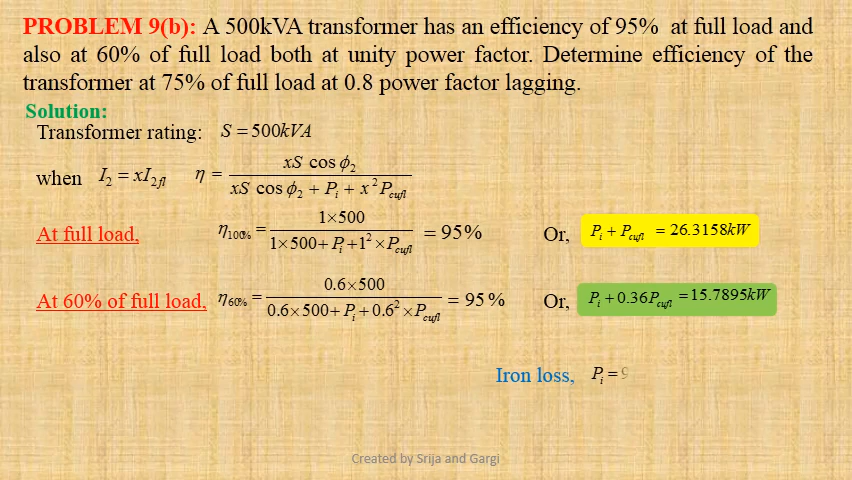 PROBLEM 9(b): A 500kVA transformer has an efficiency of 95% at full load and
also at 60% of full load both at unity power factor. Determine efficiency of the
transformer at 75% of full load at 0.8 power factor lagging.
Solution:
Transformer rating: S = 500kVA
when I₂ = xI₂fl η = xS cos ϕ₂ / (xS cos ϕ₂ + Pᵢ + x²Pcufl)
At full load, η100% = 1×500 / (1×500 + Pᵢ + 1² × Pcufl) = 95% Or, Pᵢ + Pcufl = 26.3158kW
At 60% of full load, η60% = 0.6×500 / (0.6×500 + Pᵢ + 0.6² × Pcufl) = 95% Or, Pᵢ + 0.36Pcufl = 15.7895kW
Iron loss, Pᵢ = 9
Created by Srija and Gargi